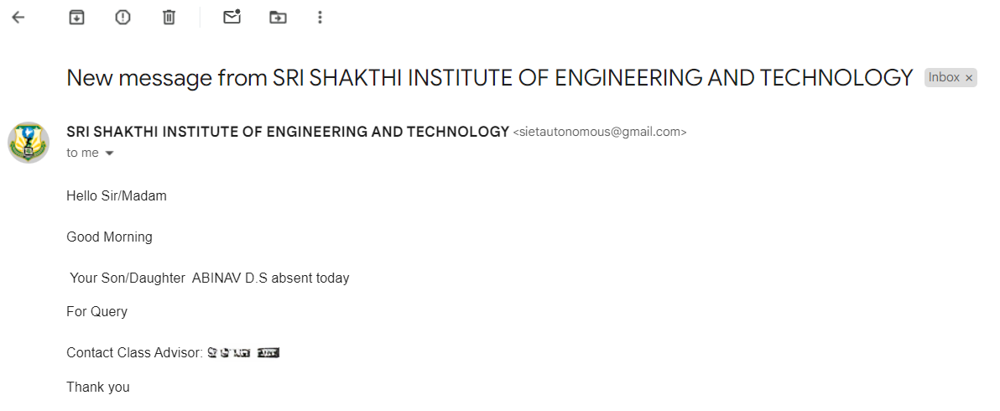 New message from SRI SHAKTHI INSTITUTE OF ENGINEERING AND TECHNOLOGY Inbox ×
SRI SHAKTHI INSTITUTE OF ENGINEERING AND TECHNOLOGY <sietautonomous@gmail.com>
to me
Hello Sir/Madam
Good Morning
Your Son/Daughter ABINAV D.S absent today
For Query
Contact Class Advisor:
Thank you